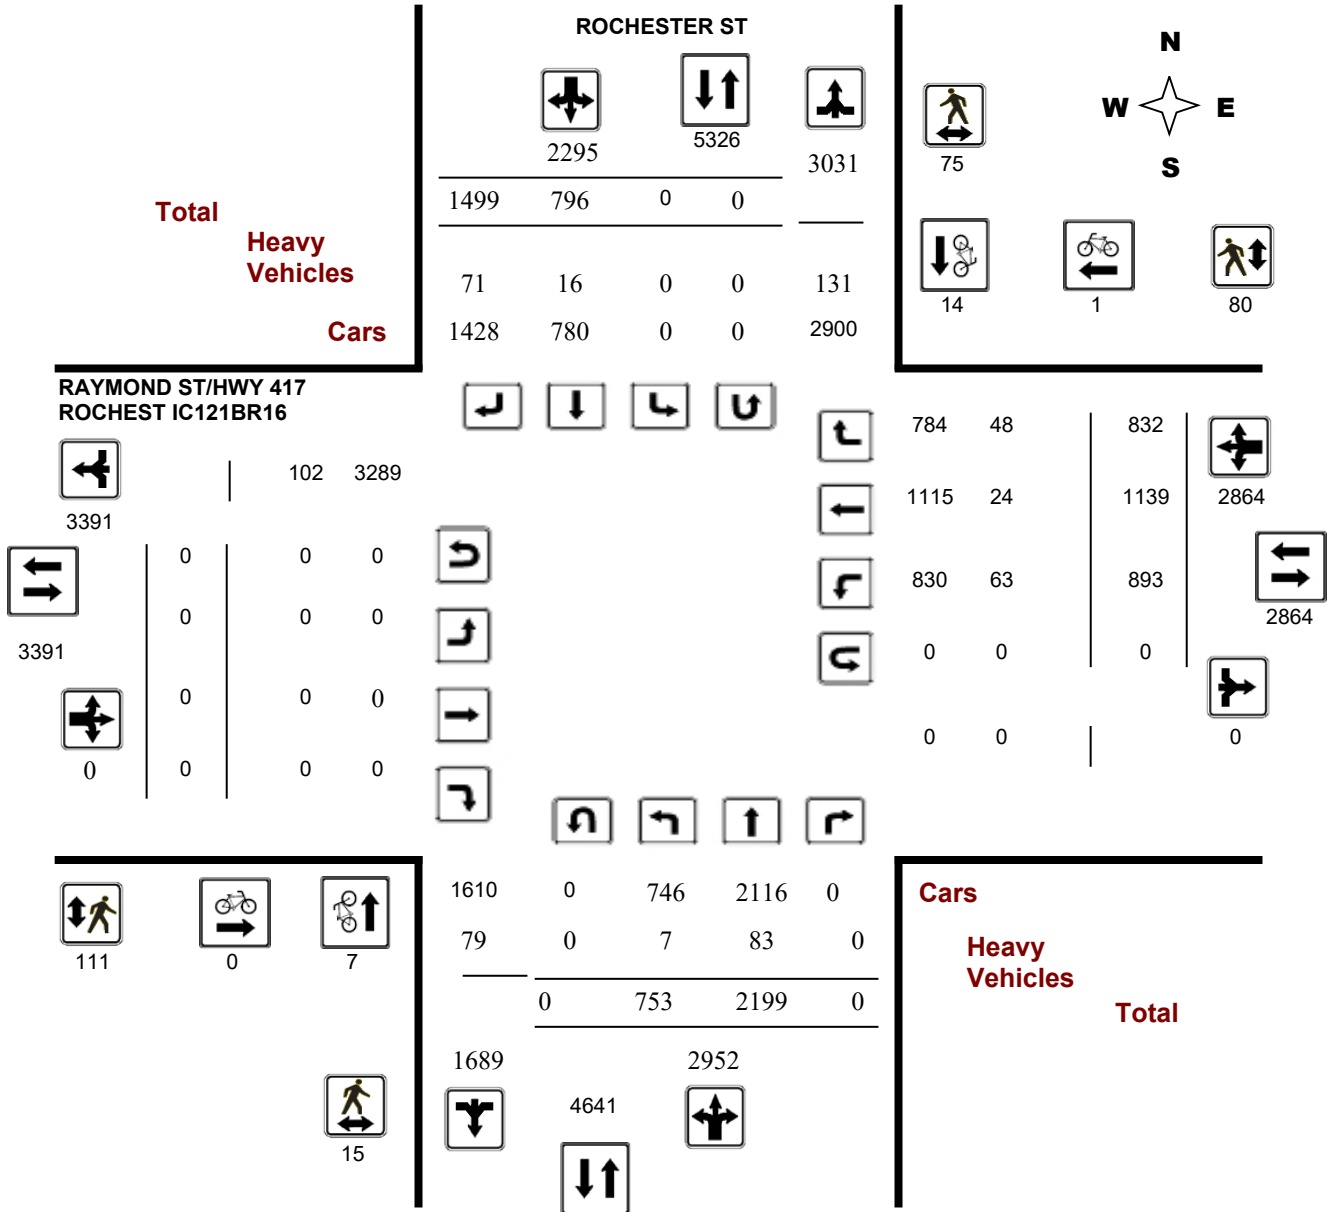 ROCHESTER ST
N
W E
S
2295 5326 3031 75
1499 796 0 0
Total
Heavy
Vehicles
71 16 0 0 131
14 1 80
Cars 1428 780 0 0 2900
RAYMOND ST/HWY 417
ROCHEST IC121BR16
784 48 832
102 3289
3391
1115 24 1139 2864
0 0 0
830 63 893
0 0 0
2864
3391
0 0 0
0 0 0
0 0 0
0 0 0 0
1610 0 746 2116 0 Cars
79 0 7 83 0 Heavy
Vehicles
111 0 7
0 753 2199 0 Total
1689 2952
4641
15